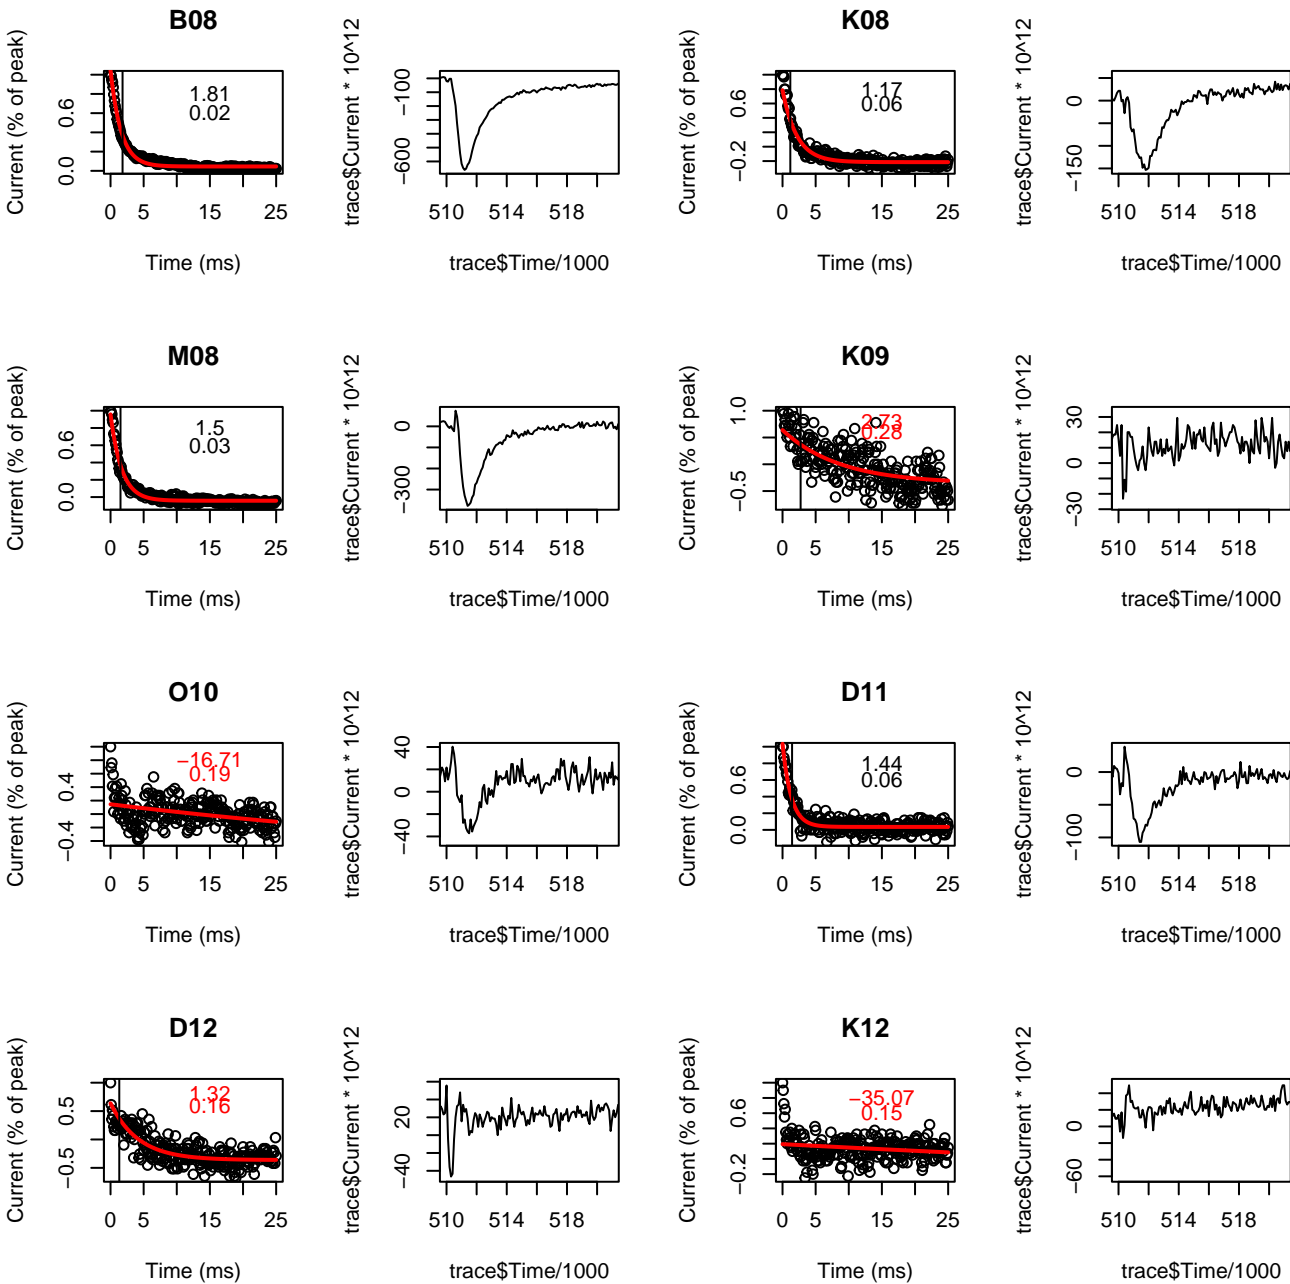 B08
Current (% of peak)
0.0 0.6
1.81
0.02
0 5 15 25
Time (ms)
trace$Current * 10^12
−600 −100
510 514 518
trace$Time/1000
K08
Current (% of peak)
−0.2 0.6
1.17
0.06
0 5 15 25
Time (ms)
trace$Current * 10^12
−150 0
510 514 518
trace$Time/1000
M08
Current (% of peak)
0.0 0.6
1.5
0.03
0 5 15 25
Time (ms)
trace$Current * 10^12
−300 0
510 514 518
trace$Time/1000
K09
Current (% of peak)
−0.5 1.0
2.73
0.28
0 5 15 25
Time (ms)
trace$Current * 10^12
−30 0 30
510 514 518
trace$Time/1000
O10
Current (% of peak)
−0.4 0.4
−16.71
0.19
0 5 15 25
Time (ms)
trace$Current * 10^12
−40 0 40
510 514 518
trace$Time/1000
D11
Current (% of peak)
0.0 0.6
1.44
0.06
0 5 15 25
Time (ms)
trace$Current * 10^12
−100 0
510 514 518
trace$Time/1000
D12
Current (% of peak)
−0.5 0.5
1.32
0.16
0 5 15 25
Time (ms)
trace$Current * 10^12
−40 20
510 514 518
trace$Time/1000
K12
Current (% of peak)
−0.2 0.6
−35.07
0.15
0 5 15 25
Time (ms)
trace$Current * 10^12
−60 0
510 514 518
trace$Time/1000